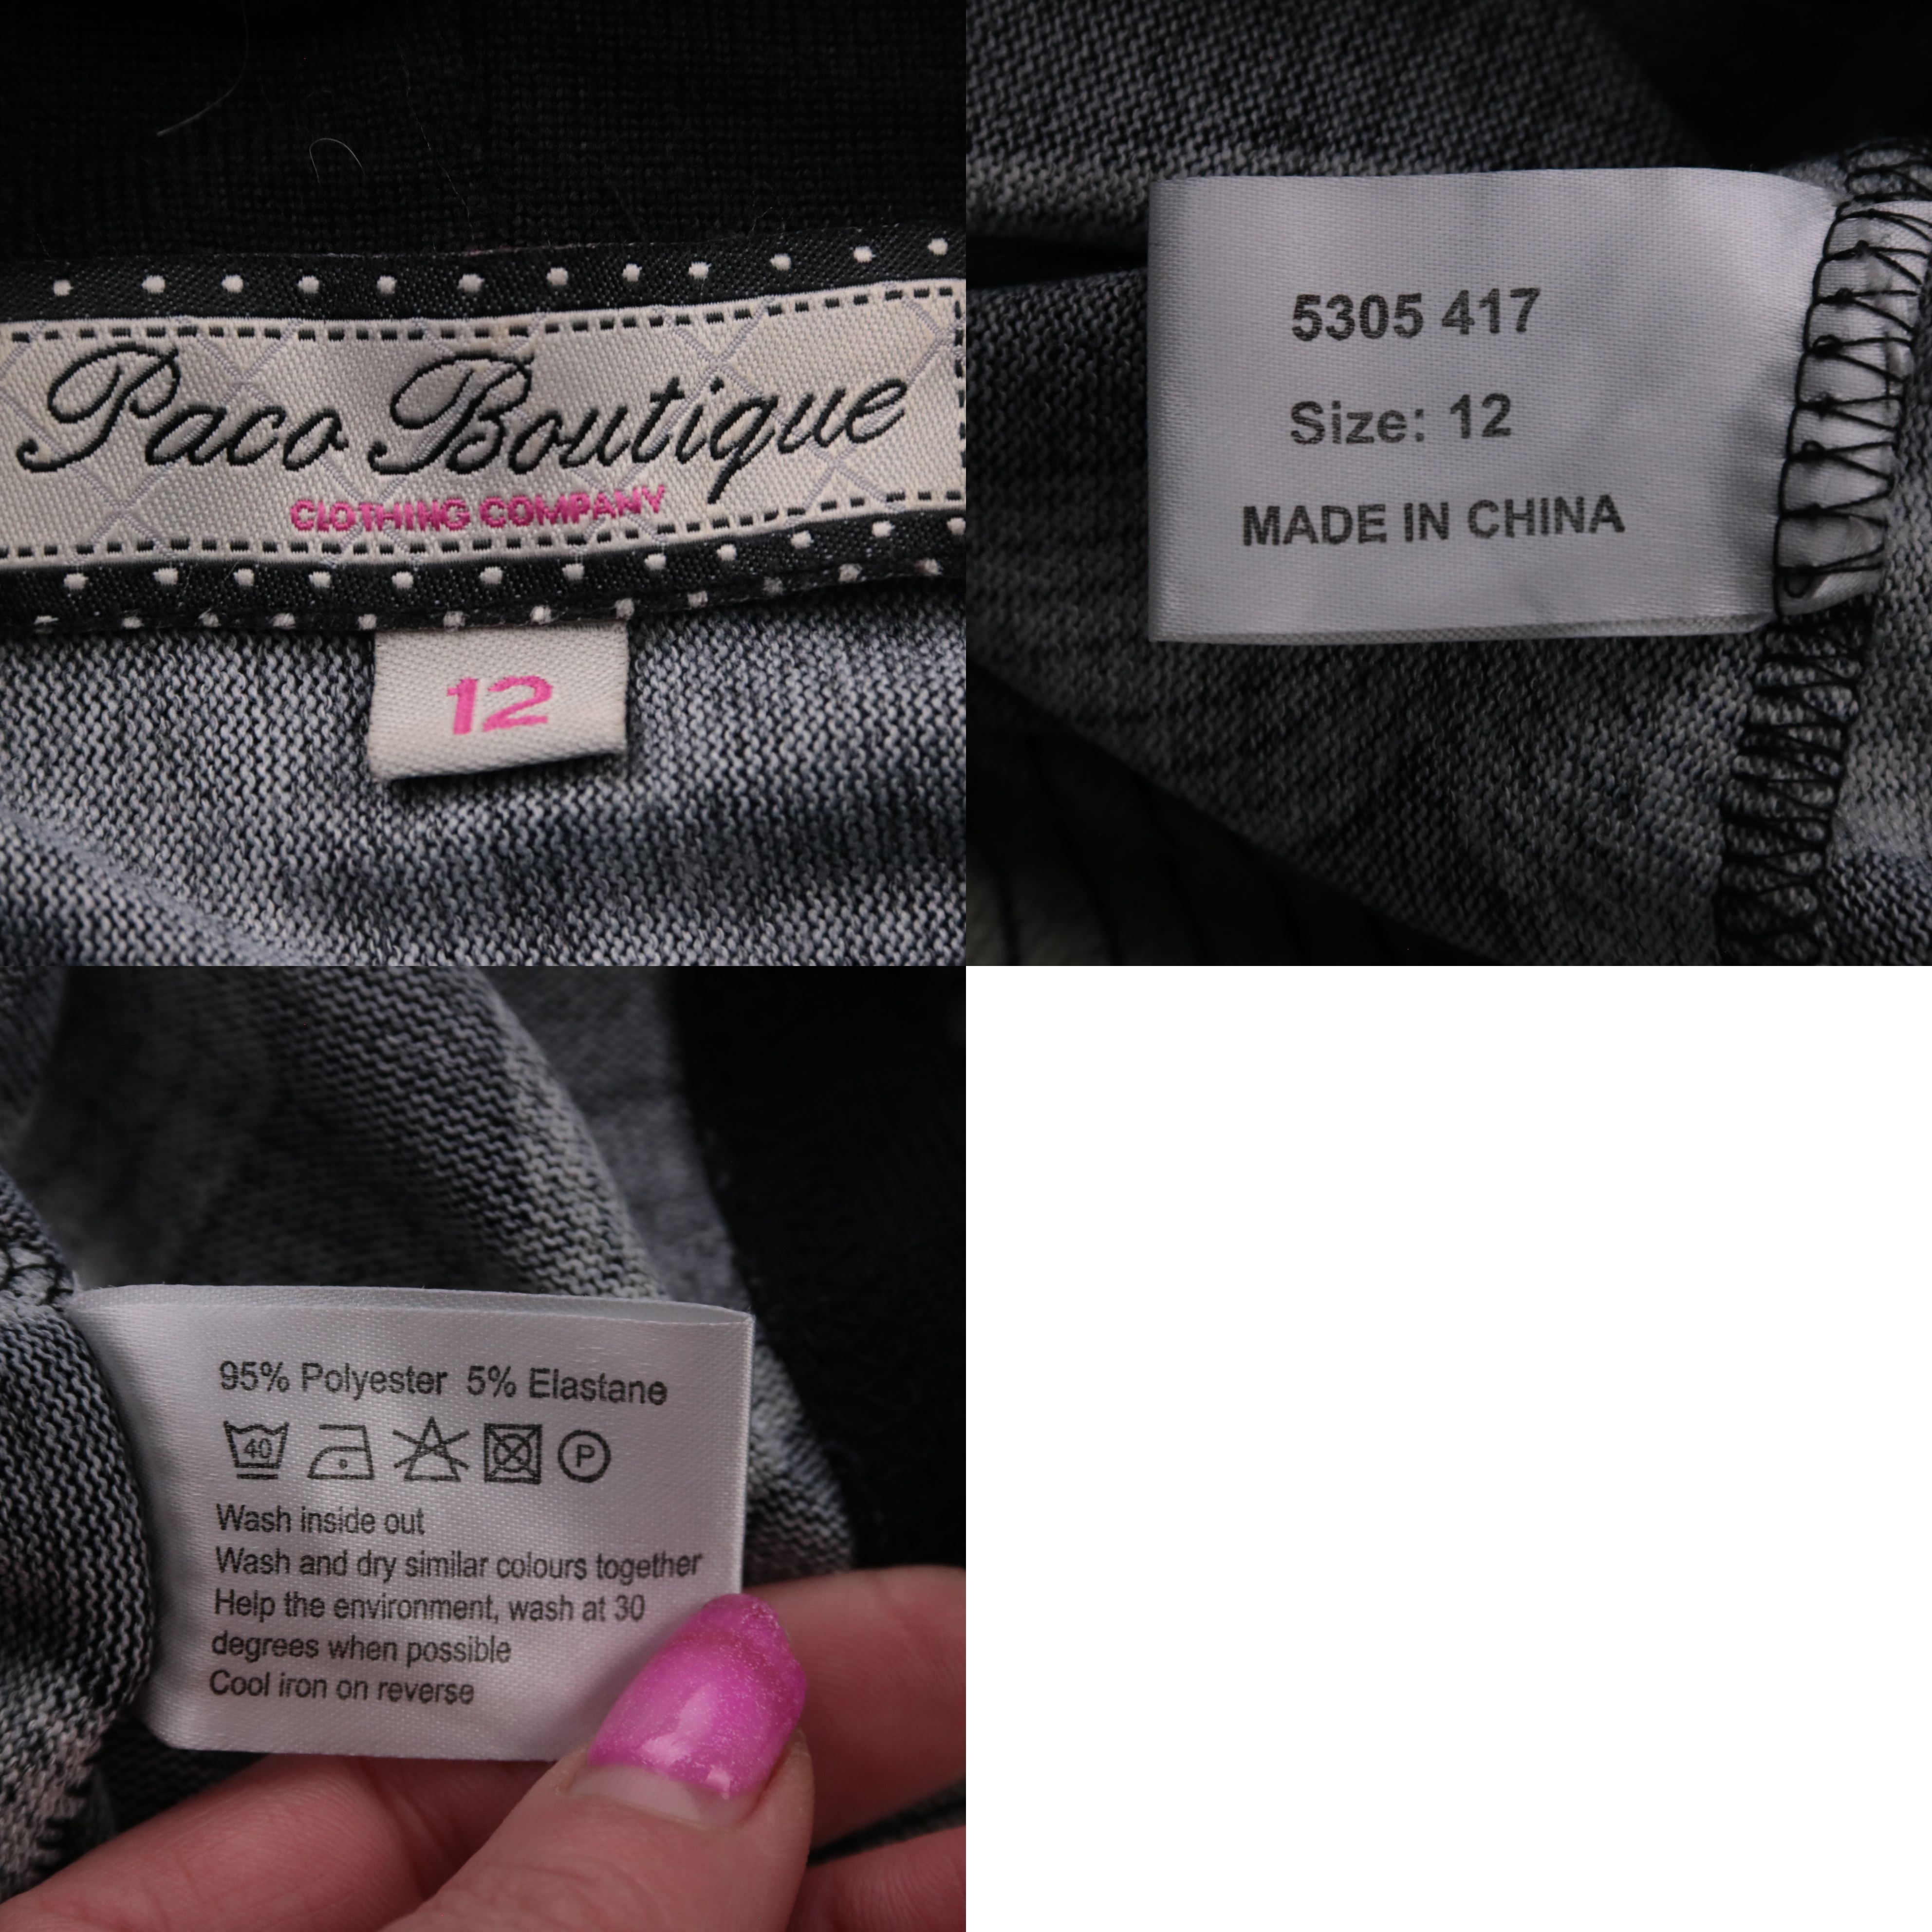 Paco Boutique
CLOTHING COMPANY
12
5305 417
Size: 12
MADE IN CHINA
95% Polyester 5% Elastane
40 P
Wash inside out
Wash and dry similar colours together
Help the environment, wash at 30
degrees when possible
Cool iron on reverse